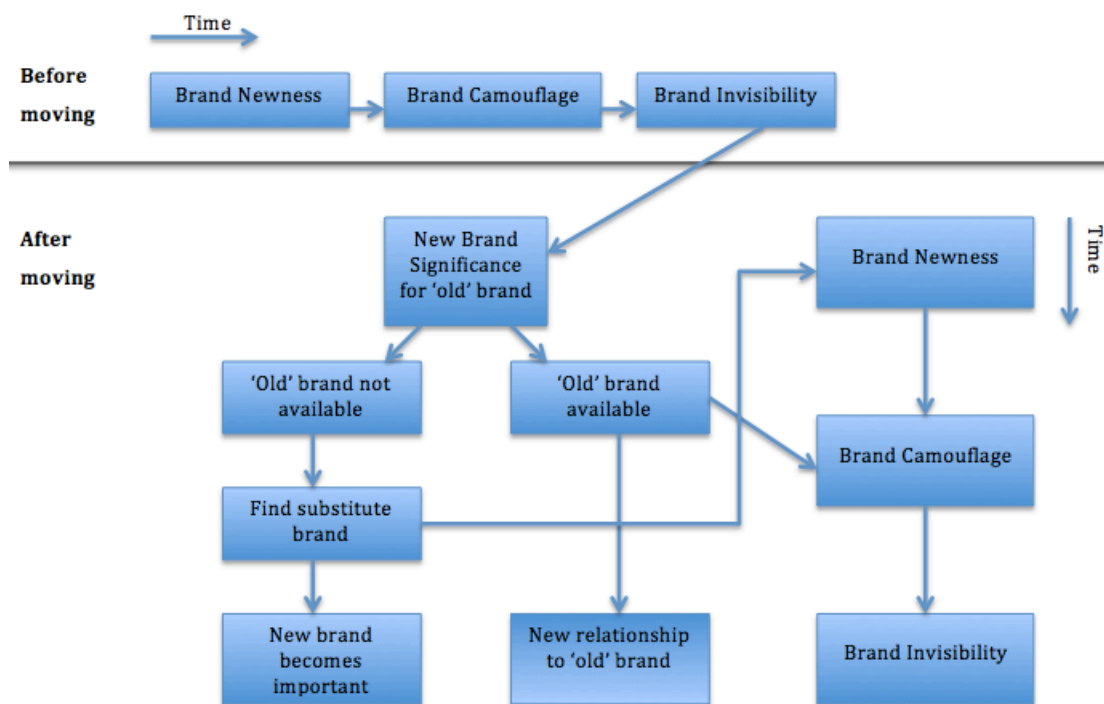 Time
Before
moving
Brand Newness
Brand Camouflage
Brand Invisibility
After
moving
New Brand
Significance
for ‘old’ brand
Brand Newness
Time
‘Old’ brand not
available
‘Old’ brand
available
Brand Camouflage
Find substitute
brand
New brand
becomes
important
New relationship
to ‘old’ brand
Brand Invisibility